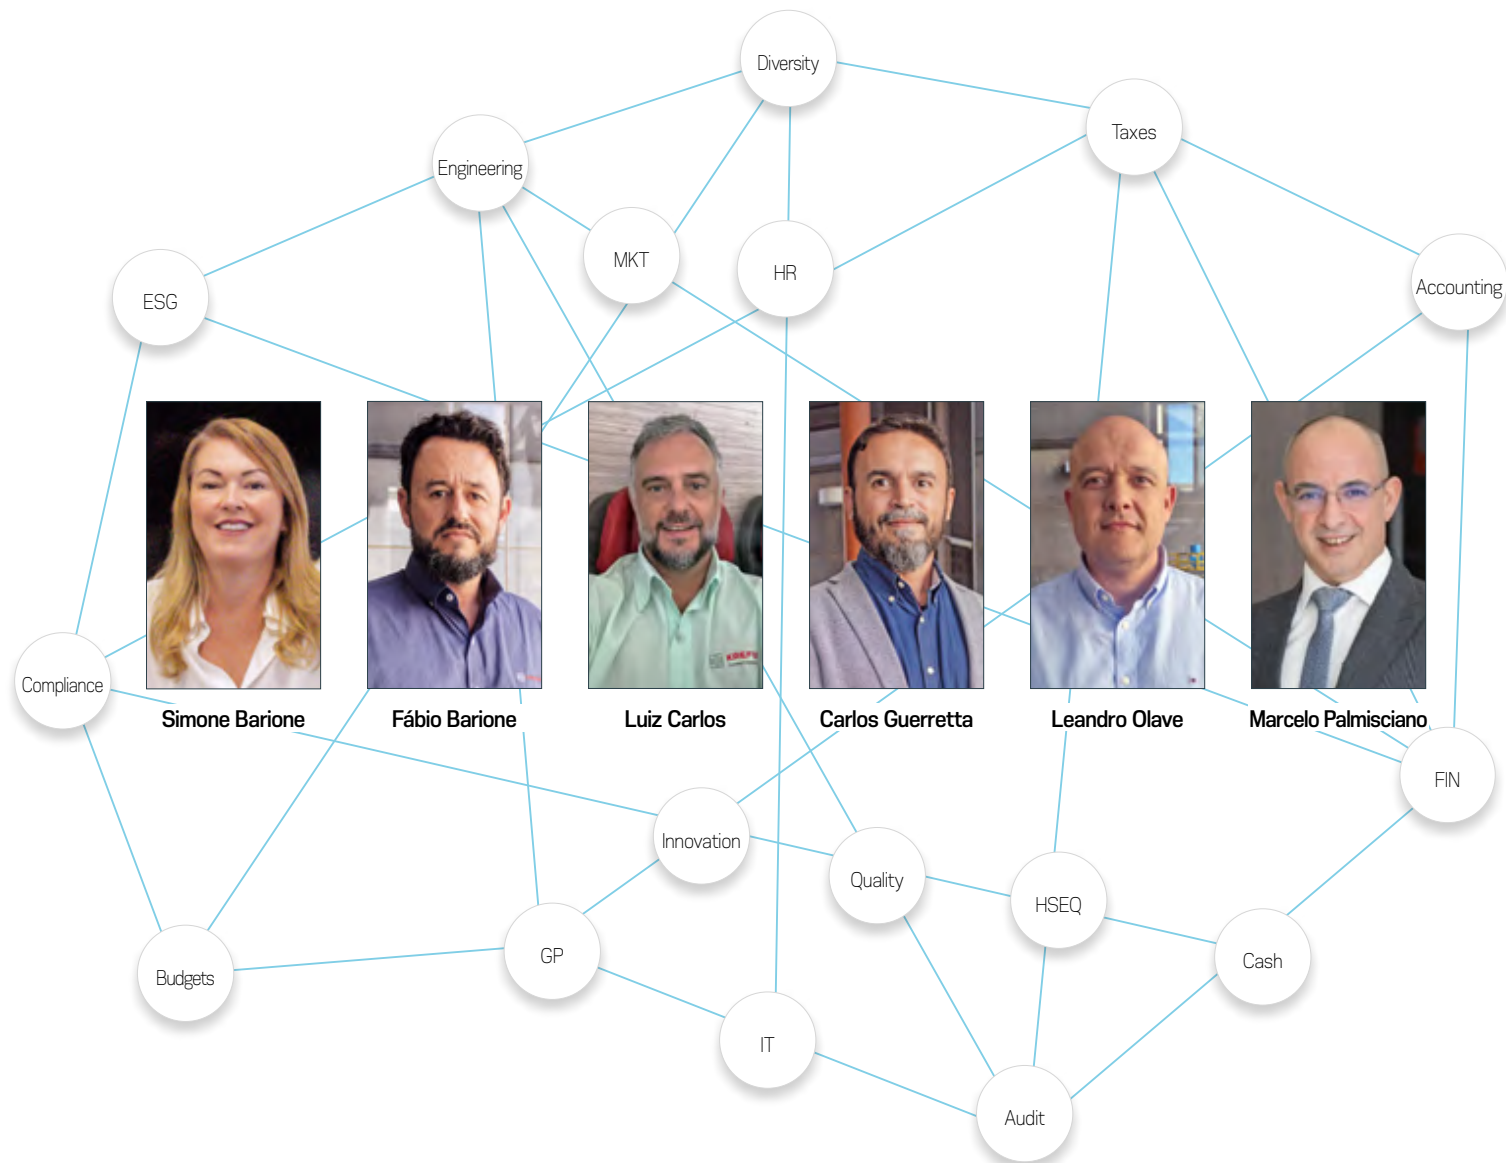 Diversity
Taxes
Engineering
MKT
HR
ESG
Accounting
Simone Barione
Fábio Barione
Luiz Carlos
Carlos Guerretta
Leandro Olave
Marcelo Palmisciano
Compliance
FIN
Innovation
Quality
HSEQ
GP
Cash
Budgets
IT
Audit